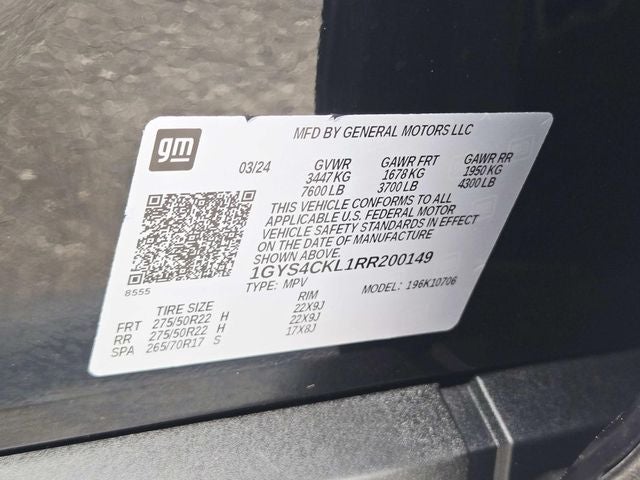 gm
MFD BY GENERAL MOTORS LLC
03/24 GVWR GAWR FRT GAWR RR
3447 KG 1678 KG 1950 KG
7600 LB 3700 LB 4300 LB
THIS VEHICLE CONFORMS TO ALL
APPLICABLE U.S. FEDERAL MOTOR
VEHICLE SAFETY STANDARDS IN EFFECT
ON THE DATE OF MANUFACTURE
SHOWN ABOVE.
1GYS4CKL1RR200149
8555
TYPE: MPV MODEL: 196K10706
TIRE SIZE RIM
FRT 275/50R22 H 22X9J
RR 275/50R22 H 22X9J
SPA 265/70R17 S 17X8J